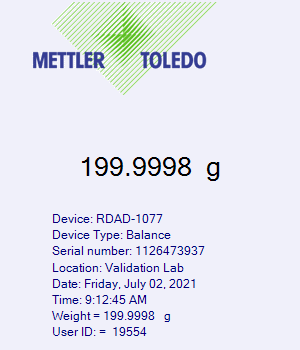 METTLER TOLEDO
199.9998 g
Device: RDAD-1077
Device Type: Balance
Serial number: 1126473937
Location: Validation Lab
Date: Friday, July 02, 2021
Time: 9:12:45 AM
Weight = 199.9998 g
User ID: = 19554